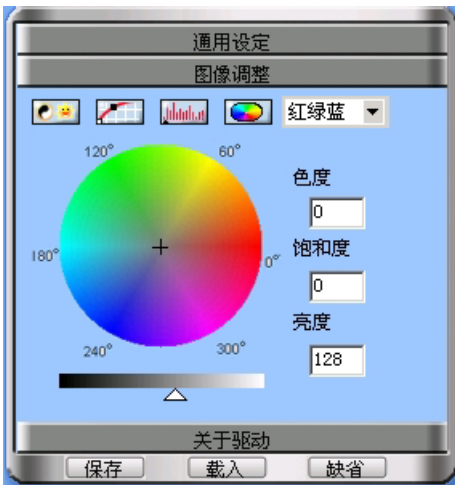 通用设定
图像调整
红绿蓝
120° 60°
色度
0
180° 0°
饱和度
0
亮度
240° 300°
128
关于驱动
保存 载入 缺省